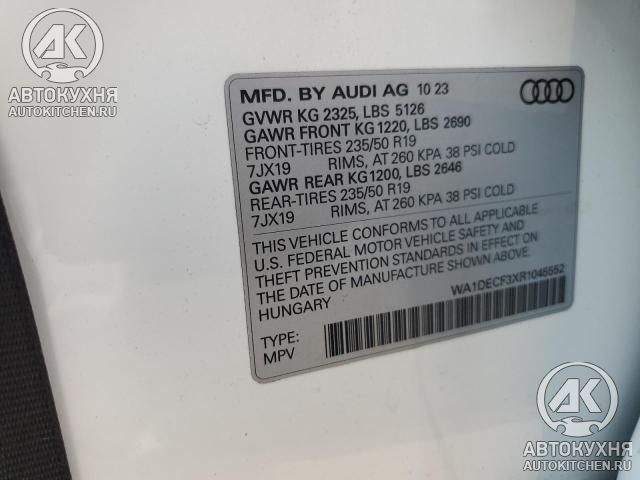 AK
АВТОКУХНЯ
AUTOKITCHEN.RU
MFD. BY AUDI AG 10 23
GVWR KG 2325, LBS 5126
GAWR FRONT KG 1220, LBS 2690
FRONT-TIRES 235/50 R19
7JX19 RIMS, AT 260 KPA 38 PSI COLD
GAWR REAR KG 1200, LBS 2646
REAR-TIRES 235/50 R19
7JX19 RIMS, AT 260 KPA 38 PSI COLD
THIS VEHICLE CONFORMS TO ALL APPLICABLE
U.S. FEDERAL MOTOR VEHICLE SAFETY AND
THEFT PREVENTION STANDARDS IN EFFECT ON
THE DATE OF MANUFACTURE SHOWN ABOVE.
HUNGARY WA1DECF3XR1045552
TYPE:
MPV
AK
АВТОКУХНЯ
AUTOKITCHEN.RU